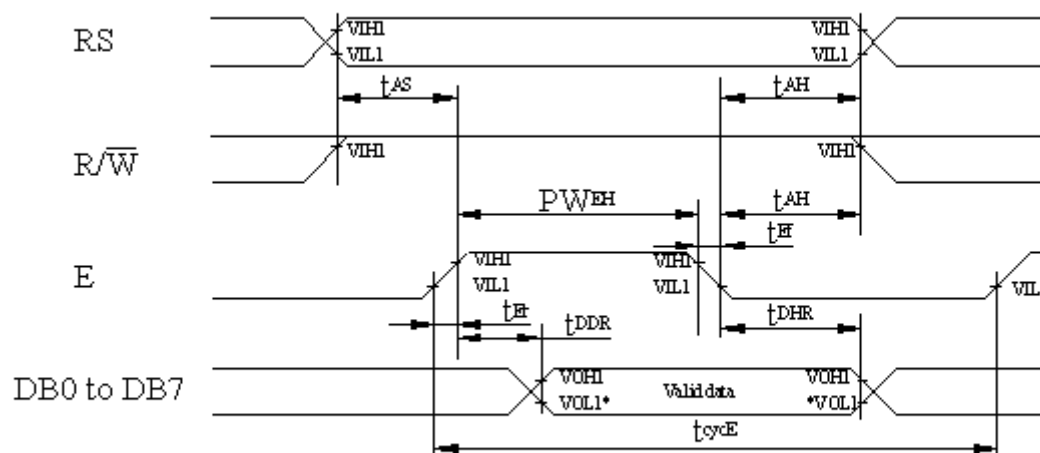 RS
VIH1
VIL1
VIH1
VIL1
tAS
tAH
R/W̅
VIH1
VIH1
PWEH
tAH
tEf
E
VIH1
VIL1
VIH1
VIL1
VIL
tEr
tDDR
tDHR
DB0 to DB7
VOH1
VOL1*
Valid data
VOH1
*VOL1
tcycE